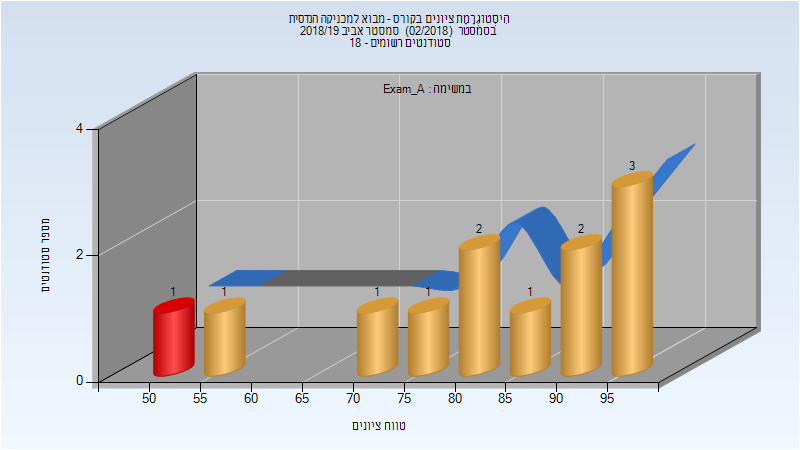 הִיסְטוֹגְרָמַת ציונים בקורס - מבוא למכניקה הנדסית
בסמסטר (02/2018) סמסטר אביב 2018/19
סטודנטים רשומים - 18
במשימה : Exam_A
מספר סטודנטים
4
2
0
1
1
1
1
2
1
2
3
50 55 60 65 70 75 80 85 90 95
טווח ציונים